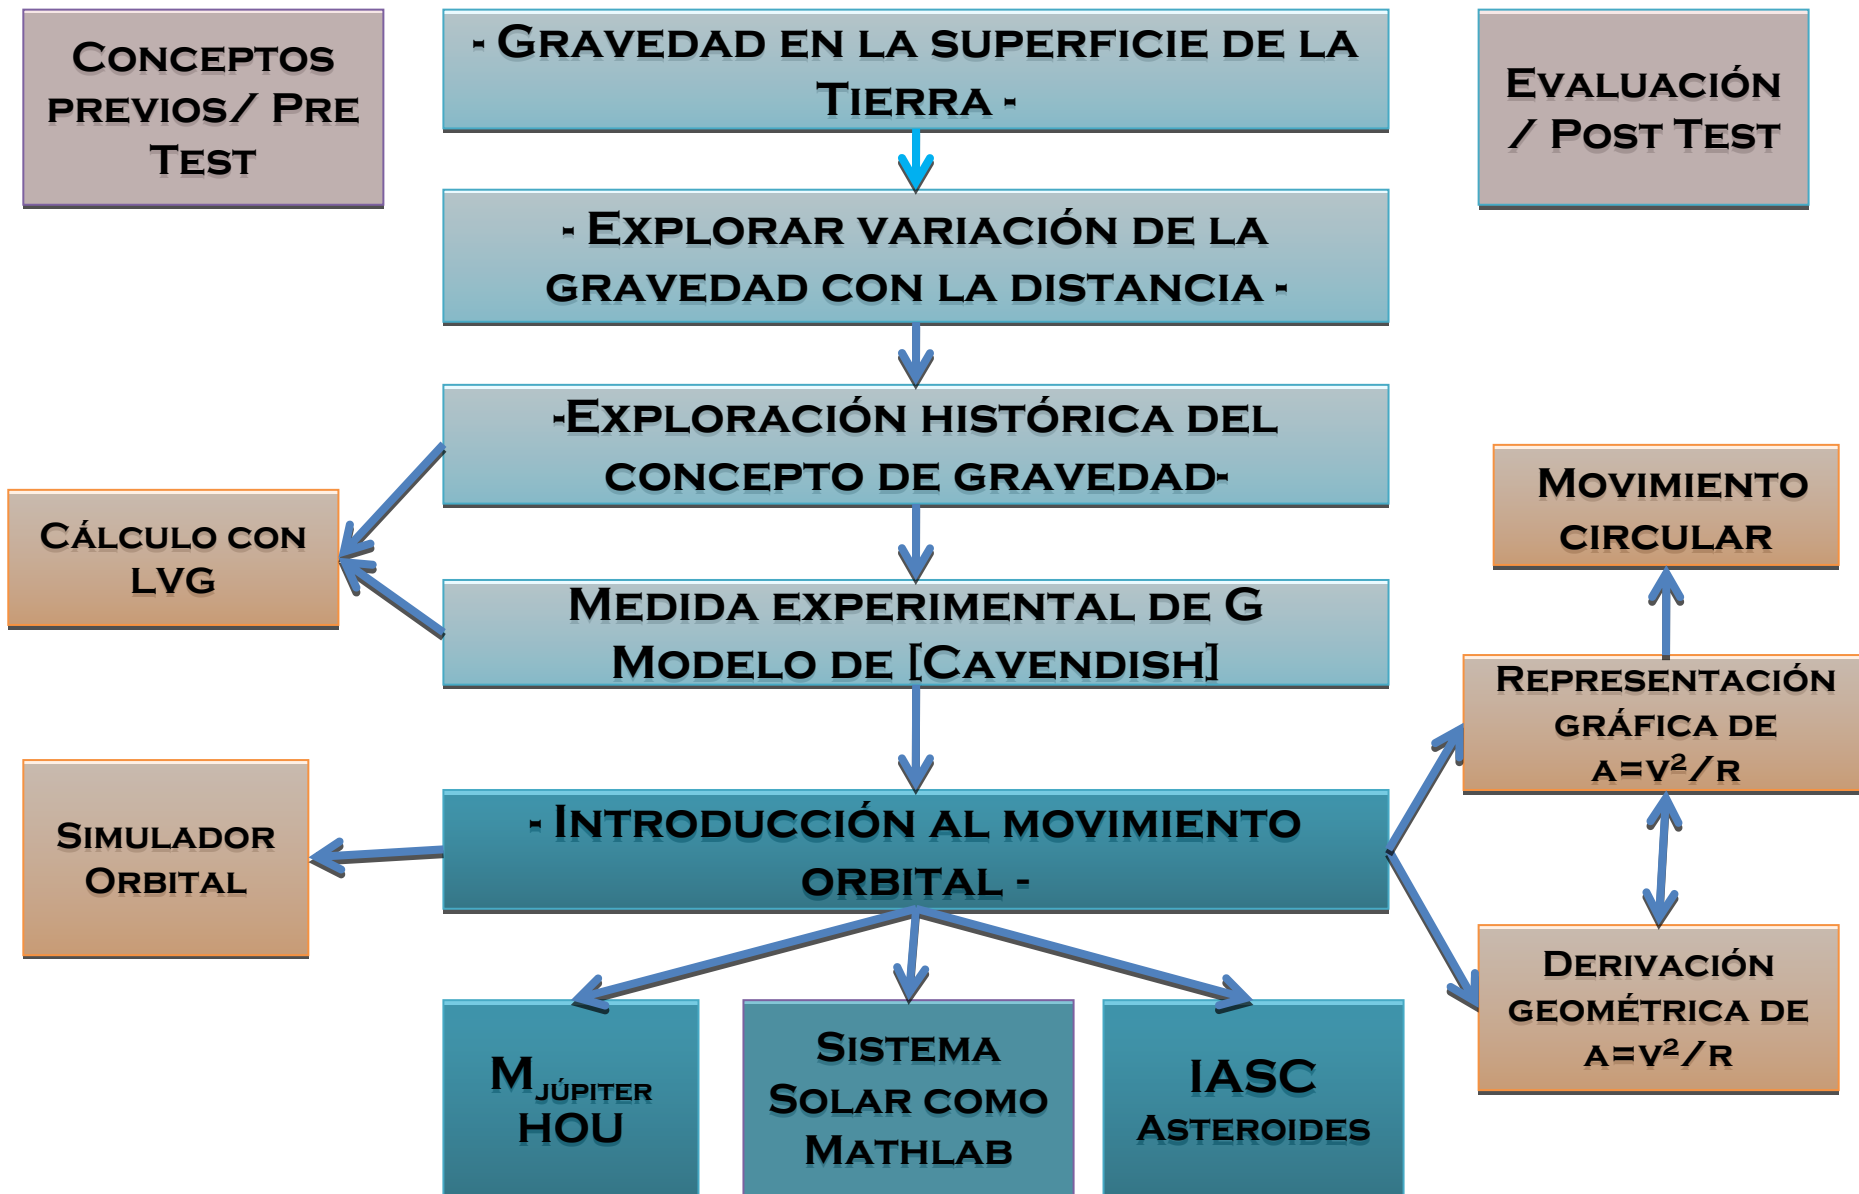 Conceptos
previos/ Pre
Test
- Gravedad en la superficie de la
Tierra -
Evaluación
/ Post Test
- Explorar variación de la
gravedad con la distancia -
-Exploración histórica del
concepto de gravedad-
Cálculo con
LVG
Medida experimental de G
Modelo de [Cavendish]
Movimiento
circular
Representación
gráfica de
a=v²/r
Simulador
Orbital
- Introducción al movimiento
orbital -
Derivación
geométrica de
a=v²/r
M JÚPITER
HOU
Sistema
Solar como
Mathlab
IASC
Asteroides